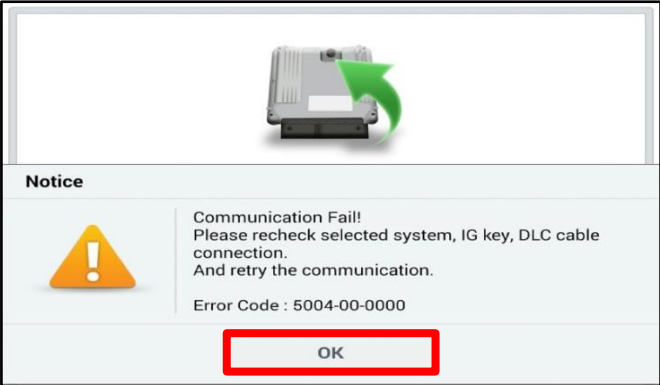 Notice
Communication Fail!
Please recheck selected system, IG key, DLC cable
connection.
And retry the communication.
Error Code : 5004-00-0000
OK